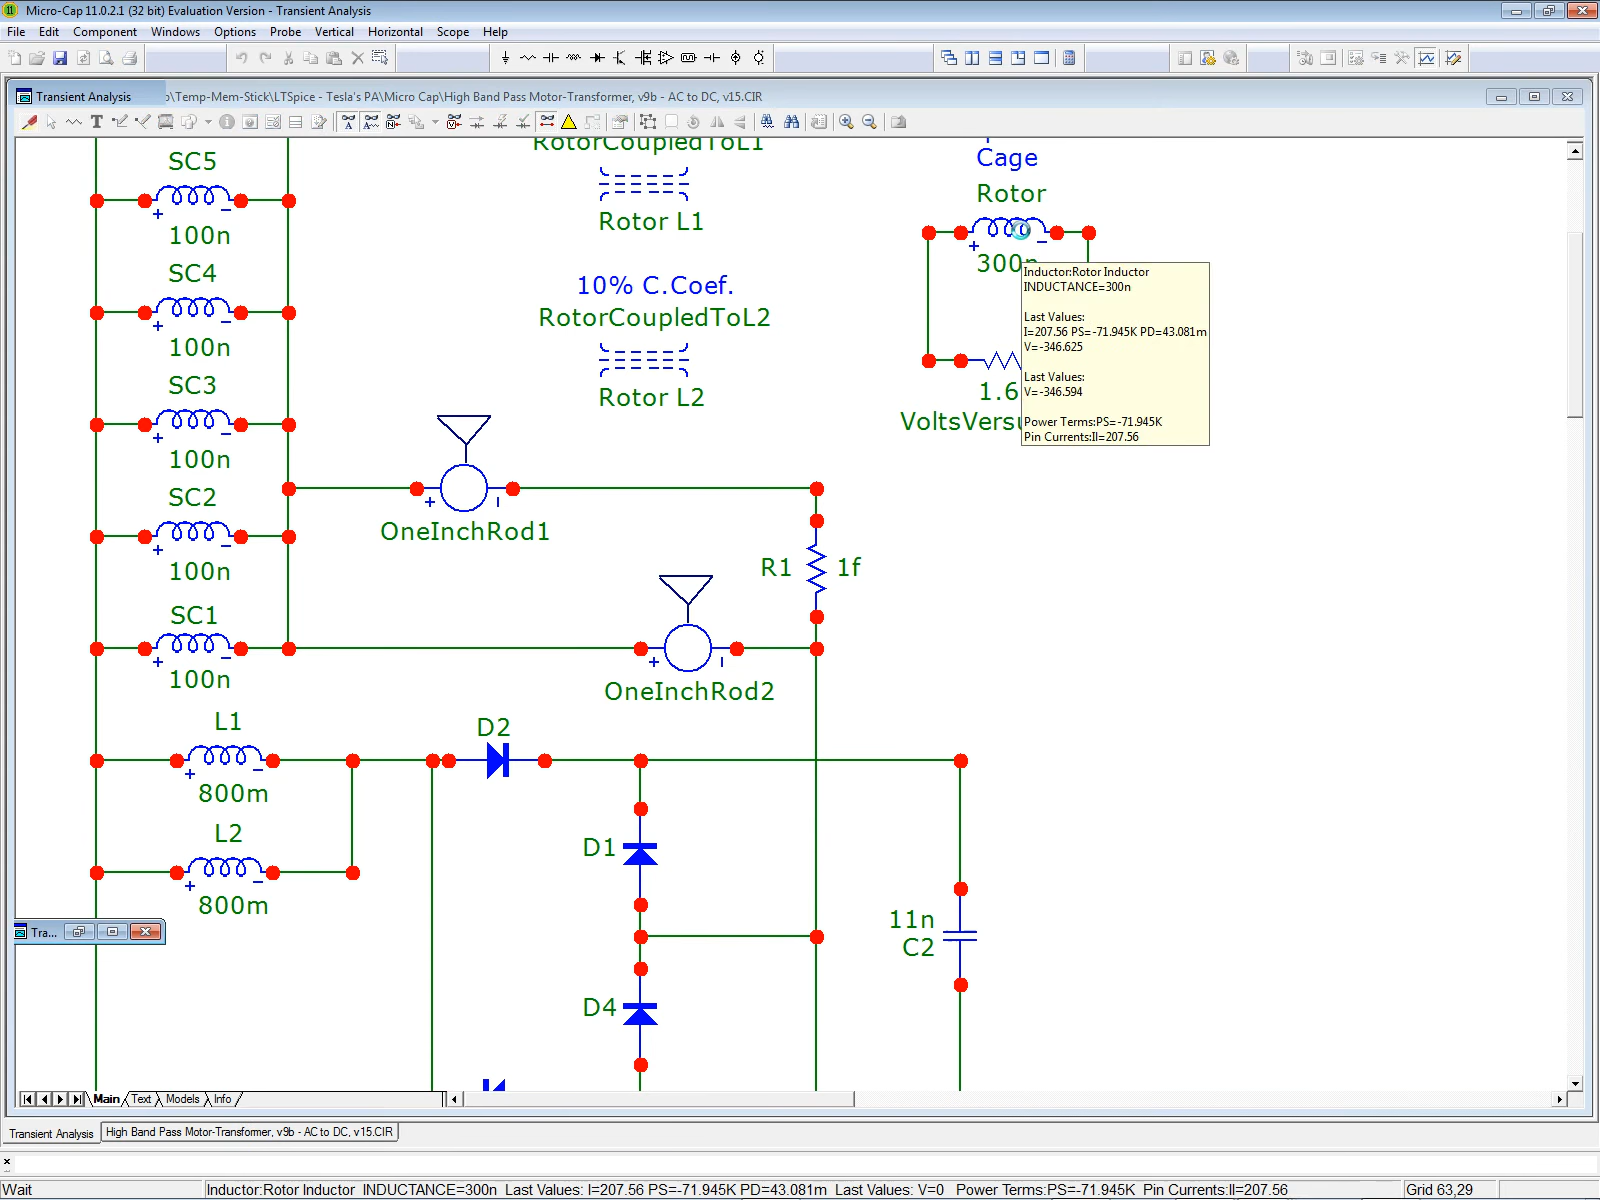 Micro-Cap 11.0.2.1 (32 bit) Evaluation Version - Transient Analysis
File Edit Component Windows Options Probe Vertical Horizontal Scope Help
Transient Analysis
\Temp-Mem-Stick\LTSpice - Tesla's PA\Micro Cap\High Band Pass Motor-Transformer, v9b - AC to DC, v15.CIR
SC5
100n
SC4
100n
SC3
100n
SC2
100n
SC1
100n
L1
800m
L2
800m
RotorCoupledToL1
Rotor L1
10% C.Coef.
RotorCoupledToL2
Rotor L2
Cage
Rotor
300n
1.6
VoltsVersu
Inductor:Rotor Inductor
INDUCTANCE=300n
Last Values:
I=207.56 PS=-71.945K PD=43.081m
V=-346.625
Last Values:
V=-346.594
Power Terms:PS=-71.945K
Pin Currents:Il=207.56
OneInchRod1
R1 1f
OneInchRod2
D2
D1
D4
11n
C2
Tra...
Main Text Models Info
Transient Analysis High Band Pass Motor-Transformer, v9b - AC to DC, v15.CIR
Wait Inductor:Rotor Inductor INDUCTANCE=300n Last Values: I=207.56 PS=-71.945K PD=43.081m Last Values: V=0 Power Terms:PS=-71.945K Pin Currents:Il=207.56 Grid 63,29